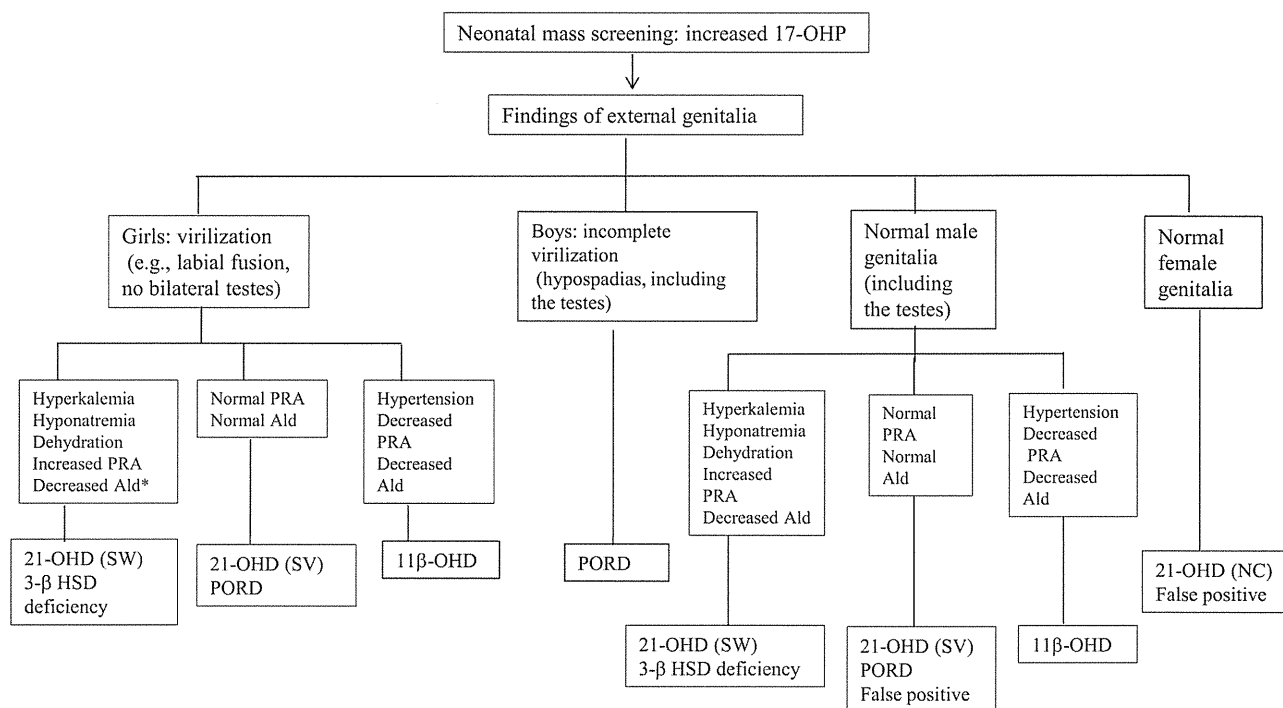 Neonatal mass screening: increased 17-OHP
Findings of external genitalia
Girls: virilization
(e.g., labial fusion,
no bilateral testes)
Boys: incomplete
virilization
(hypospadias, including
the testes)
Normal male
genitalia
(including
the testes)
Normal
female
genitalia
Hyperkalemia
Hyponatremia
Dehydration
Increased PRA
Decreased Ald*
Normal PRA
Normal Ald
Hypertension
Decreased
PRA
Decreased
Ald
Hyperkalemia
Hyponatremia
Dehydration
Increased
PRA
Decreased Ald
Normal
PRA
Normal
Ald
Hypertension
Decreased
PRA
Decreased
Ald
21-OHD (SW)
3-β HSD
deficiency
21-OHD (SV)
PORD
11β-OHD
PORD
21-OHD (SW)
3-β HSD deficiency
21-OHD (SV)
PORD
False positive
11β-OHD
21-OHD (NC)
False positive